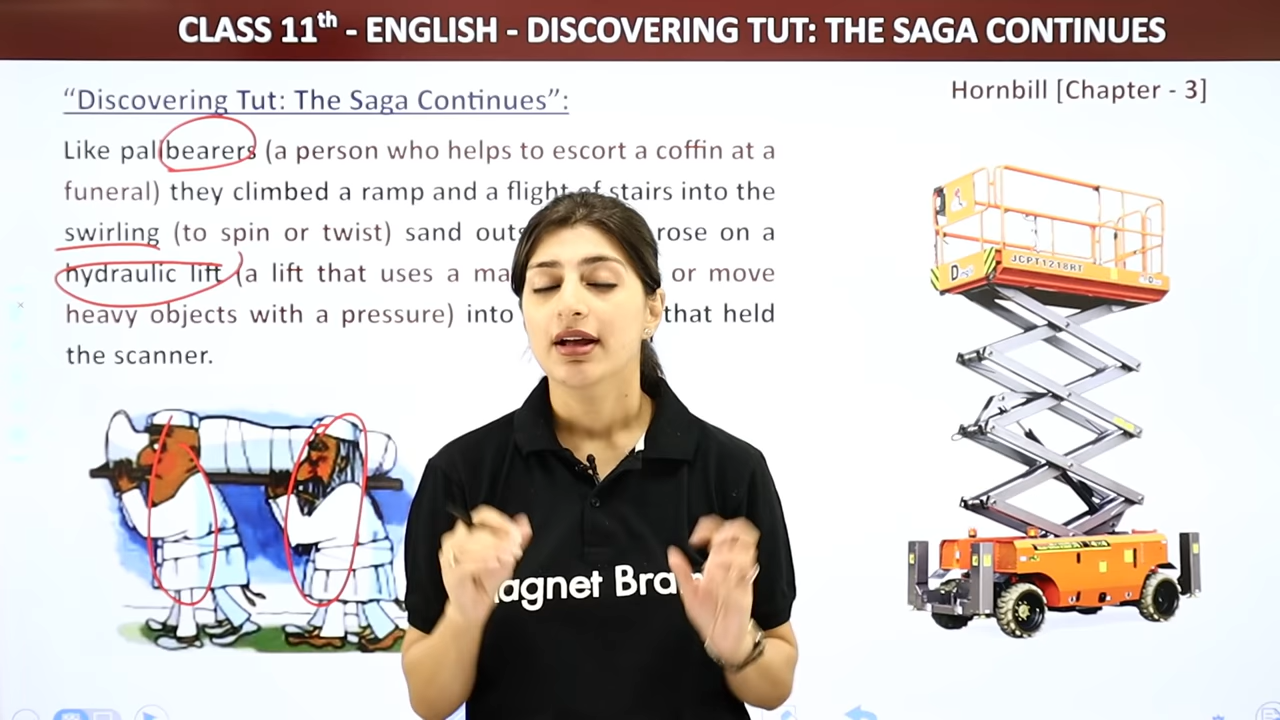 CLASS 11th - ENGLISH - DISCOVERING TUT: THE SAGA CONTINUES
“Discovering Tut: The Saga Continues”:
Hornbill [Chapter - 3]
Like pallbearers (a person who helps to escort a coffin at a
funeral) they climbed a ramp and a flight of stairs into the
swirling (to spin or twist) sand rose on a
hydraulic lift (a lift that uses a or move
heavy objects with a pressure) into that held
the scanner.
JCPT1218RT
agnet Bra